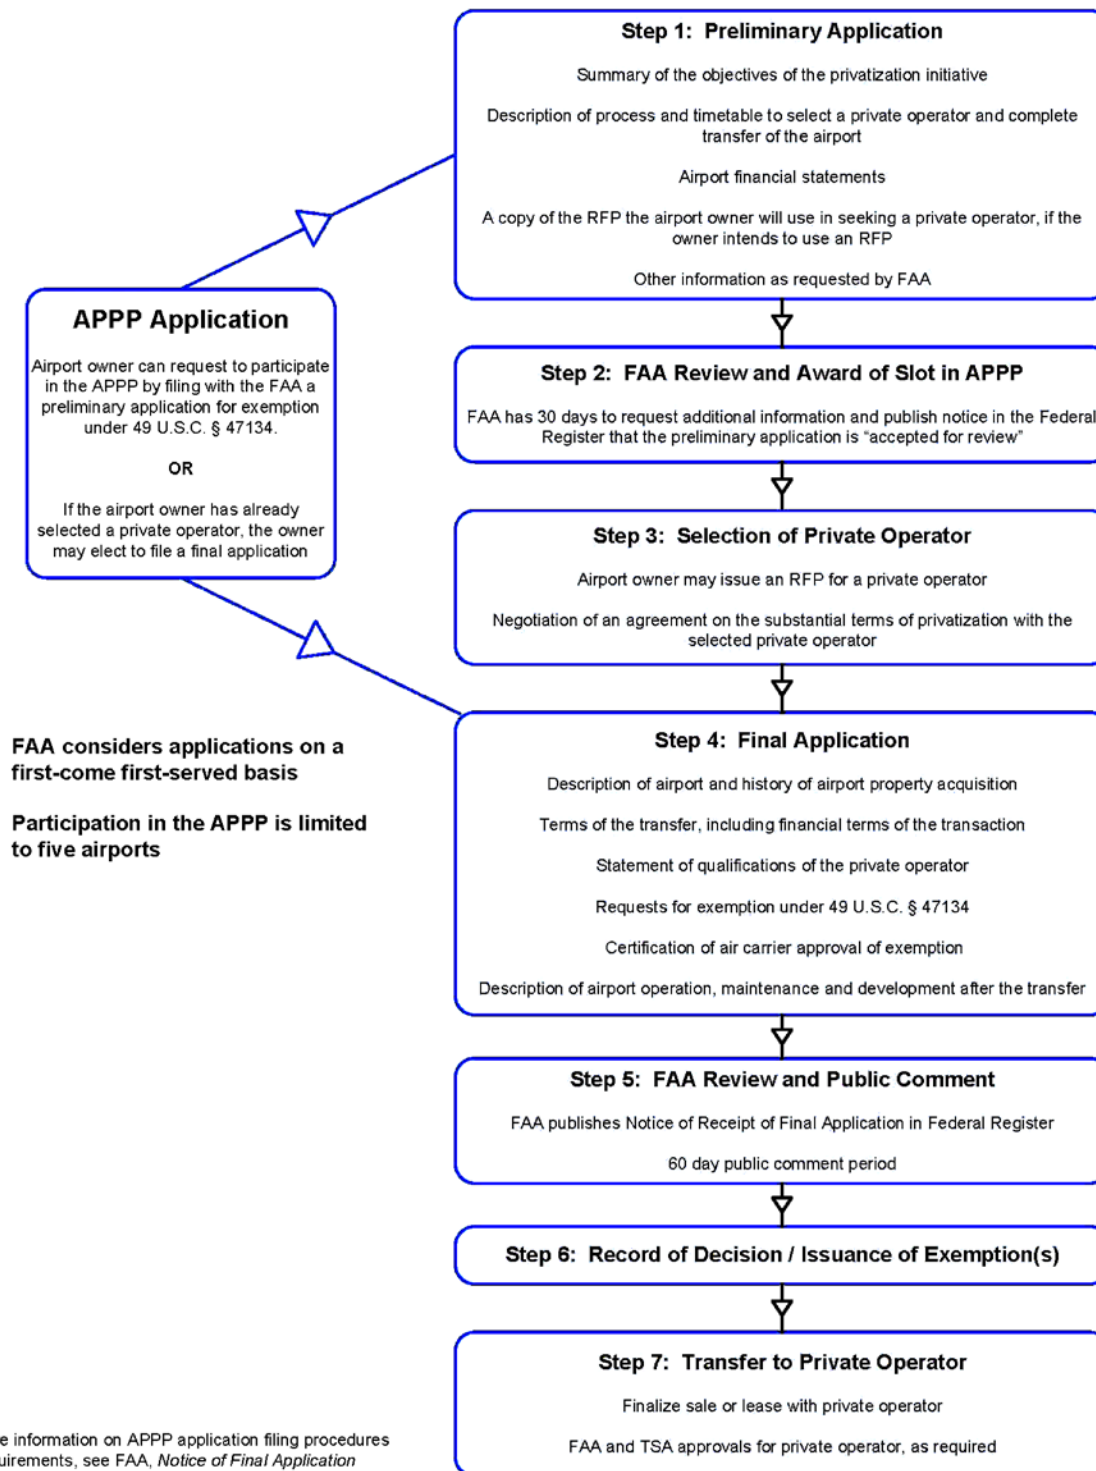 Step 1: Preliminary Application
Summary of the objectives of the privatization initiative
Description of process and timetable to select a private operator and complete
transfer of the airport
Airport financial statements
A copy of the RFP the airport owner will use in seeking a private operator, if the
owner intends to use an RFP
Other information as requested by FAA
APPP Application
Airport owner can request to participate
in the APPP by filing with the FAA a
preliminary application for exemption
under 49 U.S.C. § 47134.
OR
If the airport owner has already
selected a private operator, the owner
may elect to file a final application
Step 2: FAA Review and Award of Slot in APPP
FAA has 30 days to request additional information and publish notice in the Federal
Register that the preliminary application is “accepted for review”
Step 3: Selection of Private Operator
Airport owner may issue an RFP for a private operator
Negotiation of an agreement on the substantial terms of privatization with the
selected private operator
FAA considers applications on a
first-come first-served basis
Participation in the APPP is limited
to five airports
Step 4: Final Application
Description of airport and history of airport property acquisition
Terms of the transfer, including financial terms of the transaction
Statement of qualifications of the private operator
Requests for exemption under 49 U.S.C. § 47134
Certification of air carrier approval of exemption
Description of airport operation, maintenance and development after the transfer
Step 5: FAA Review and Public Comment
FAA publishes Notice of Receipt of Final Application in Federal Register
60 day public comment period
Step 6: Record of Decision / Issuance of Exemption(s)
Step 7: Transfer to Private Operator
Finalize sale or lease with private operator
FAA and TSA approvals for private operator, as required
information on APPP application filing procedures
see FAA, Notice of Final Application